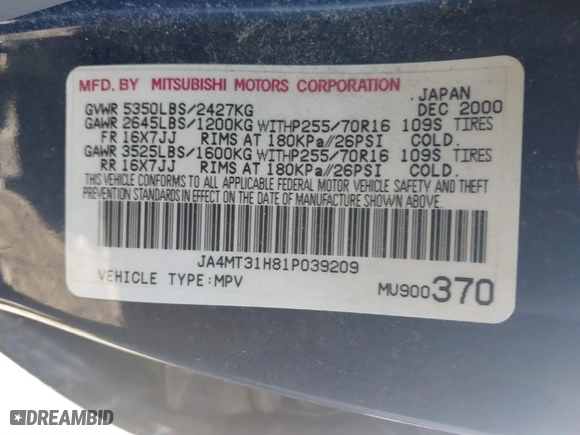 MFD. BY MITSUBISHI MOTORS CORPORATION. JAPAN
GVWR 5350LBS/2427KG DEC 2000
GAWR 2645LBS/1200KG WITHP255/70R16 109S TIRES
FR 16X7JJ RIMS AT 180KPa//26PSI COLD.
GAWR 3525LBS/1600KG WITHP255/70R16 109S TIRES
RR 16X7JJ RIMS AT 180KPa//26PSI COLD.
THIS VEHICLE CONFORMS TO ALL APPLICABLE FEDERAL MOTOR VEHICLE SAFETY AND THEFT
PREVENTION STANDARDS IN EFFECT ON THE DATE OF MANUFACTURE SHOWN ABOVE.
JA4MT31H81P039209
VEHICLE TYPE:MPV
MU900370
DREAMBID